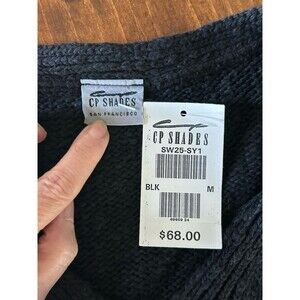 CP SHADES
SAN FRANCISCO
CP SHADES
SW25-SY1
BLK M
$68.00